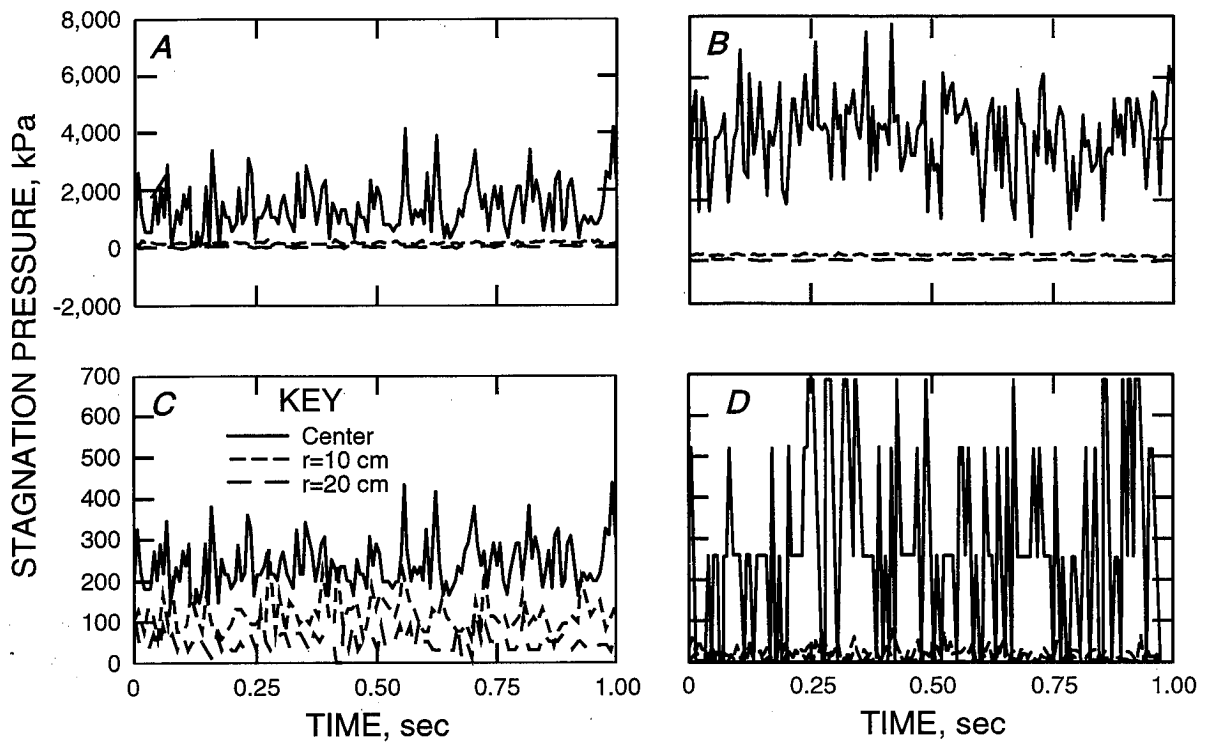 STAGNATION PRESSURE, kPa
8,000
6,000
4,000
2,000
0
-2,000
A
B
700
600
500
400
300
200
100
0
C
KEY
Center
r=10 cm
r=20 cm
D
0 0.25 0.50 0.75 1.00
0 0.25 0.50 0.75 1.00
TIME, sec
TIME, sec